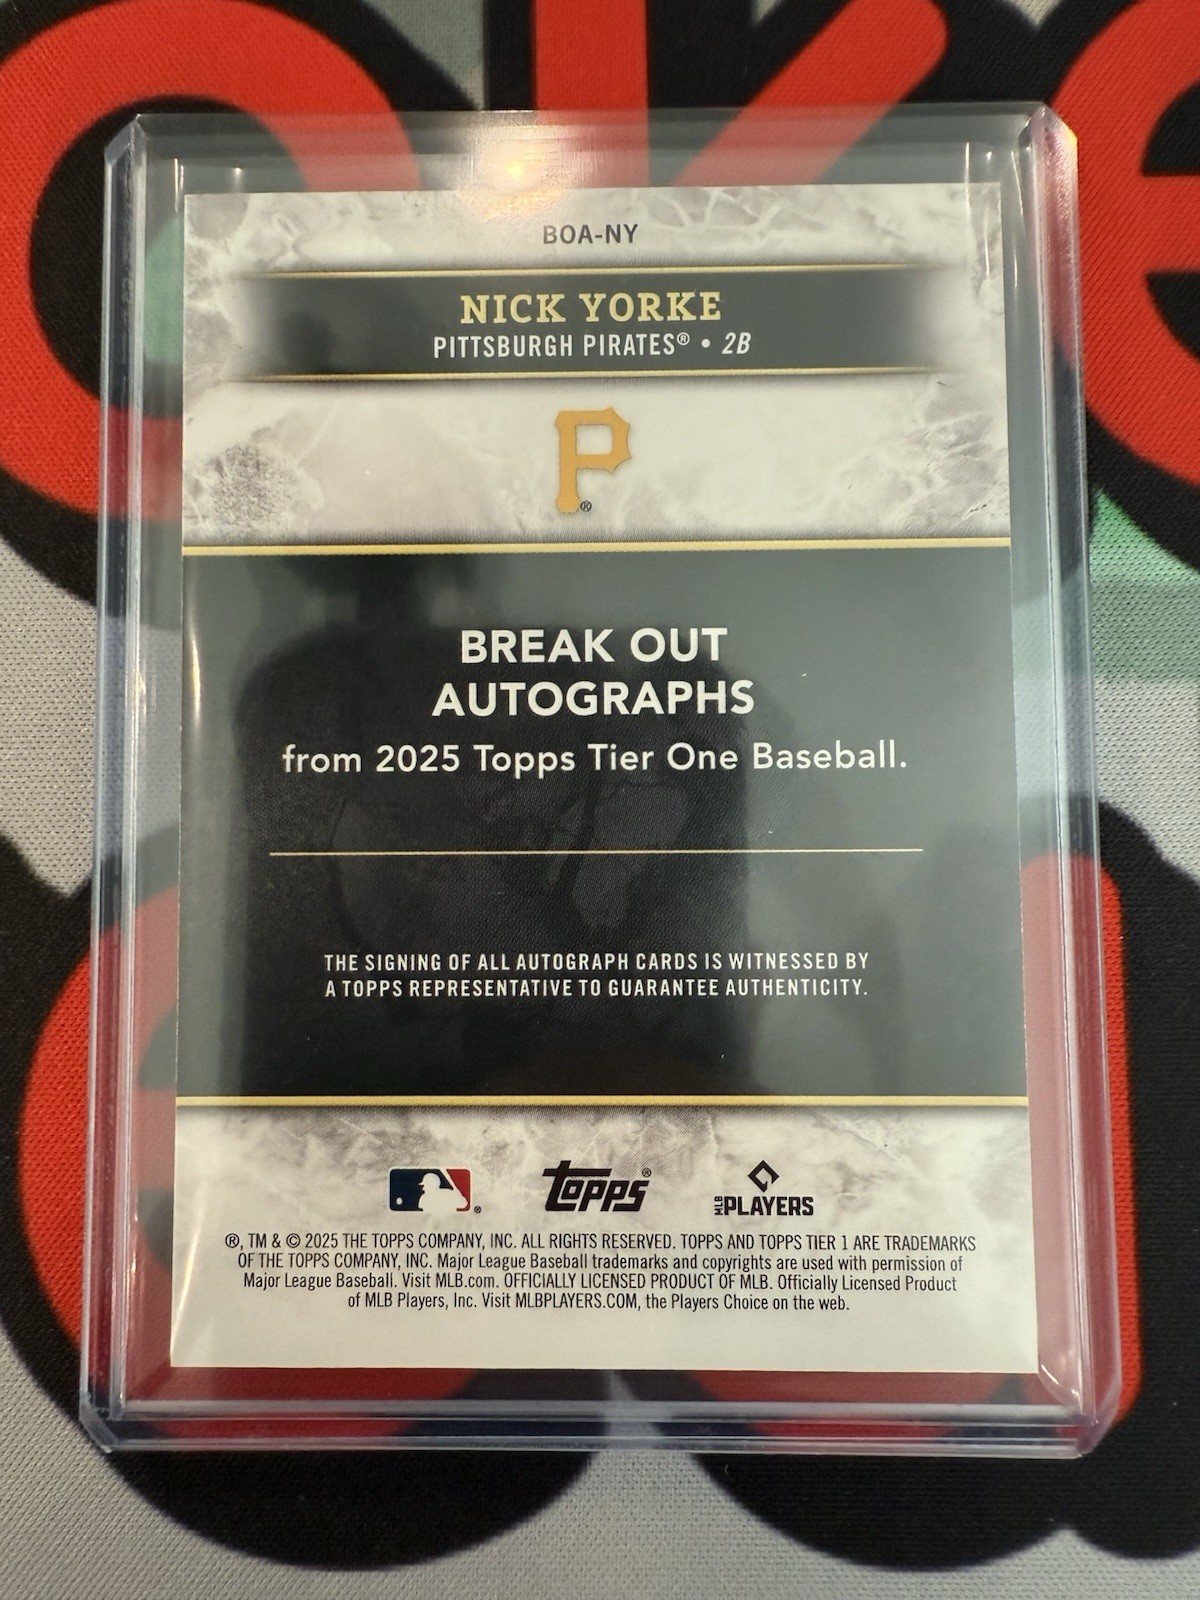 BOA-NY
NICK YORKE
PITTSBURGH PIRATES® • 2B
P®
BREAK OUT
AUTOGRAPHS
from 2025 Topps Tier One Baseball.
THE SIGNING OF ALL AUTOGRAPH CARDS IS WITNESSED BY
A TOPPS REPRESENTATIVE TO GUARANTEE AUTHENTICITY.
® topps® MLB PLAYERS
®, TM & © 2025 THE TOPPS COMPANY, INC. ALL RIGHTS RESERVED. TOPPS AND TOPPS TIER 1 ARE TRADEMARKS
OF THE TOPPS COMPANY, INC. Major League Baseball trademarks and copyrights are used with permission of
Major League Baseball. Visit MLB.com. OFFICIALLY LICENSED PRODUCT OF MLB. Officially Licensed Product
of MLB Players, Inc. Visit MLBPLAYERS.COM, the Players Choice on the web.